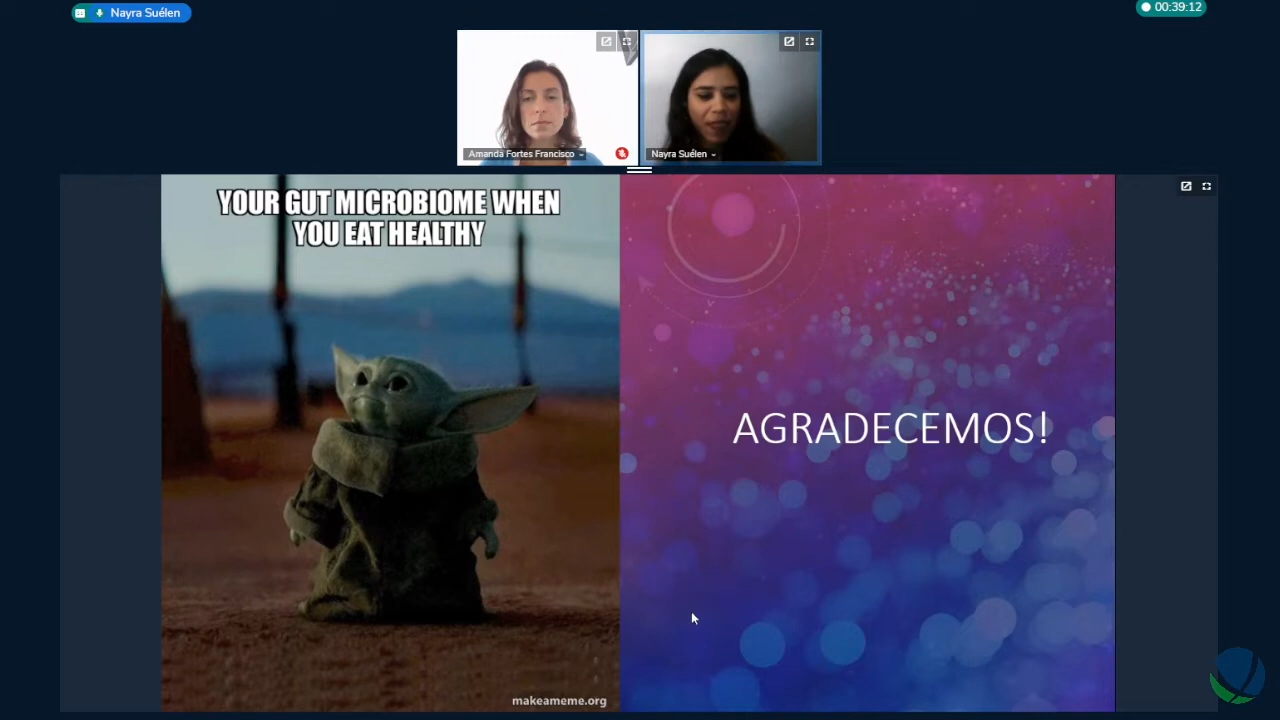 Nayra Suélen
00:39:12
Amanda Fortes Francisco
Nayra Suélen
YOUR GUT MICROBIOME WHEN
YOU EAT HEALTHY
AGRADECEMOS!
makeameme.org